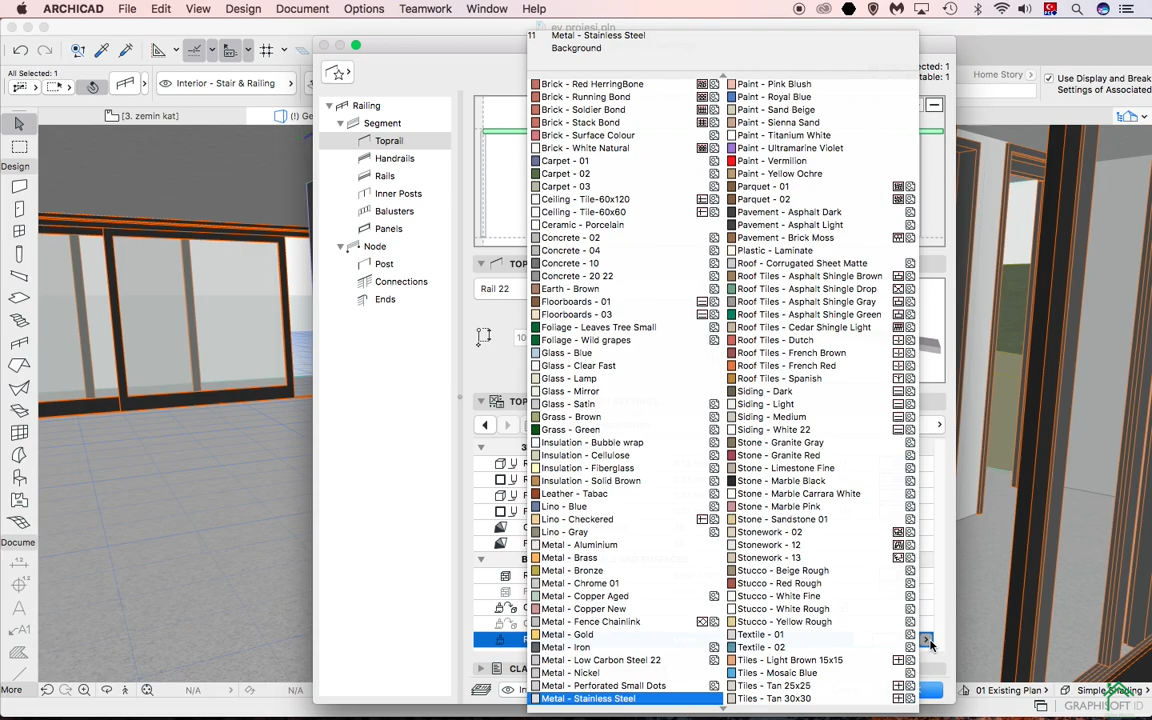 ARCHICAD File Edit View Design Document Options Teamwork Window Help
ev projesi.pln
All Selected: 1
Interior - Stair & Railing
[3. zemin kat]
(!) Ge
Home Story
Use Display and Break
Settings of Associated
11 Metal - Stainless Steel
Background
Design
Docume
More
Railing
Segment
Toprail
Handrails
Rails
Inner Posts
Balusters
Panels
Node
Post
Connections
Ends
Rail 22
Brick - Red HerringBone
Brick - Running Bond
Brick - Soldier Bond
Brick - Stack Bond
Brick - Surface Colour
Brick - White Natural
Carpet - 01
Carpet - 02
Carpet - 03
Ceiling - Tile-60x120
Ceiling - Tile-60x60
Ceramic - Porcelain
Concrete - 02
Concrete - 04
Concrete - 10
Concrete - 20 22
Earth - Brown
Floorboards - 01
Floorboards - 03
Foliage - Leaves Tree Small
Foliage - Wild grapes
Glass - Blue
Glass - Clear Fast
Glass - Lamp
Glass - Mirror
Glass - Satin
Grass - Brown
Grass - Green
Insulation - Bubble wrap
Insulation - Cellulose
Insulation - Fiberglass
Insulation - Solid Brown
Leather - Tabac
Lino - Blue
Lino - Checkered
Lino - Gray
Metal - Aluminium
Metal - Brass
Metal - Bronze
Metal - Chrome 01
Metal - Copper Aged
Metal - Copper New
Metal - Fence Chainlink
Metal - Gold
Metal - Iron
Metal - Low Carbon Steel 22
Metal - Nickel
Metal - Perforated Small Dots
Metal - Stainless Steel
Paint - Pink Blush
Paint - Royal Blue
Paint - Sand Beige
Paint - Sienna Sand
Paint - Titanium White
Paint - Ultramarine Violet
Paint - Vermilion
Paint - Yellow Ochre
Parquet - 01
Parquet - 02
Pavement - Asphalt Dark
Pavement - Asphalt Light
Pavement - Brick Moss
Plastic - Laminate
Roof - Corrugated Sheet Matte
Roof Tiles - Asphalt Shingle Brown
Roof Tiles - Asphalt Shingle Drop
Roof Tiles - Asphalt Shingle Gray
Roof Tiles - Asphalt Shingle Green
Roof Tiles - Cedar Shingle Light
Roof Tiles - Dutch
Roof Tiles - French Brown
Roof Tiles - French Red
Roof Tiles - Spanish
Siding - Dark
Siding - Light
Siding - Medium
Siding - White 22
Stone - Granite Gray
Stone - Granite Red
Stone - Limestone Fine
Stone - Marble Black
Stone - Marble Carrara White
Stone - Marble Pink
Stone - Sandstone 01
Stonework - 02
Stonework - 12
Stonework - 13
Stucco - Beige Rough
Stucco - Red Rough
Stucco - White Fine
Stucco - White Rough
Stucco - Yellow Rough
Textile - 01
Textile - 02
Tiles - Light Brown 15x15
Tiles - Mosaic Blue
Tiles - Tan 25x25
Tiles - Tan 30x30
N/A
N/A
01 Existing Plan
Simple Shading
GRAPHISOFT ID